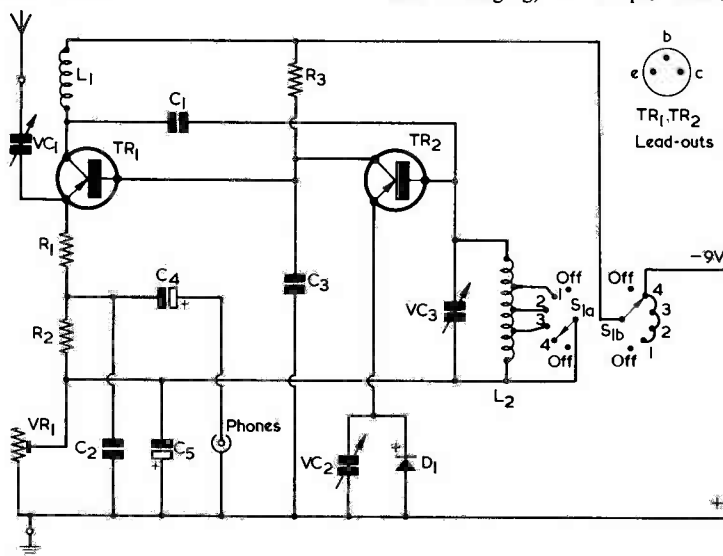 b
e c
L1
R3
C1
TR1,TR2
Lead-outs
VC1
TR1
TR2
R1
C4
+
C3
VC3
Off
1
2
3
4
S1a
Off
-9V
Off
4
3
2
1
S1b
Off
R2
L2
VR1
C2
C5
+
Phones
VC2
+
D1
+